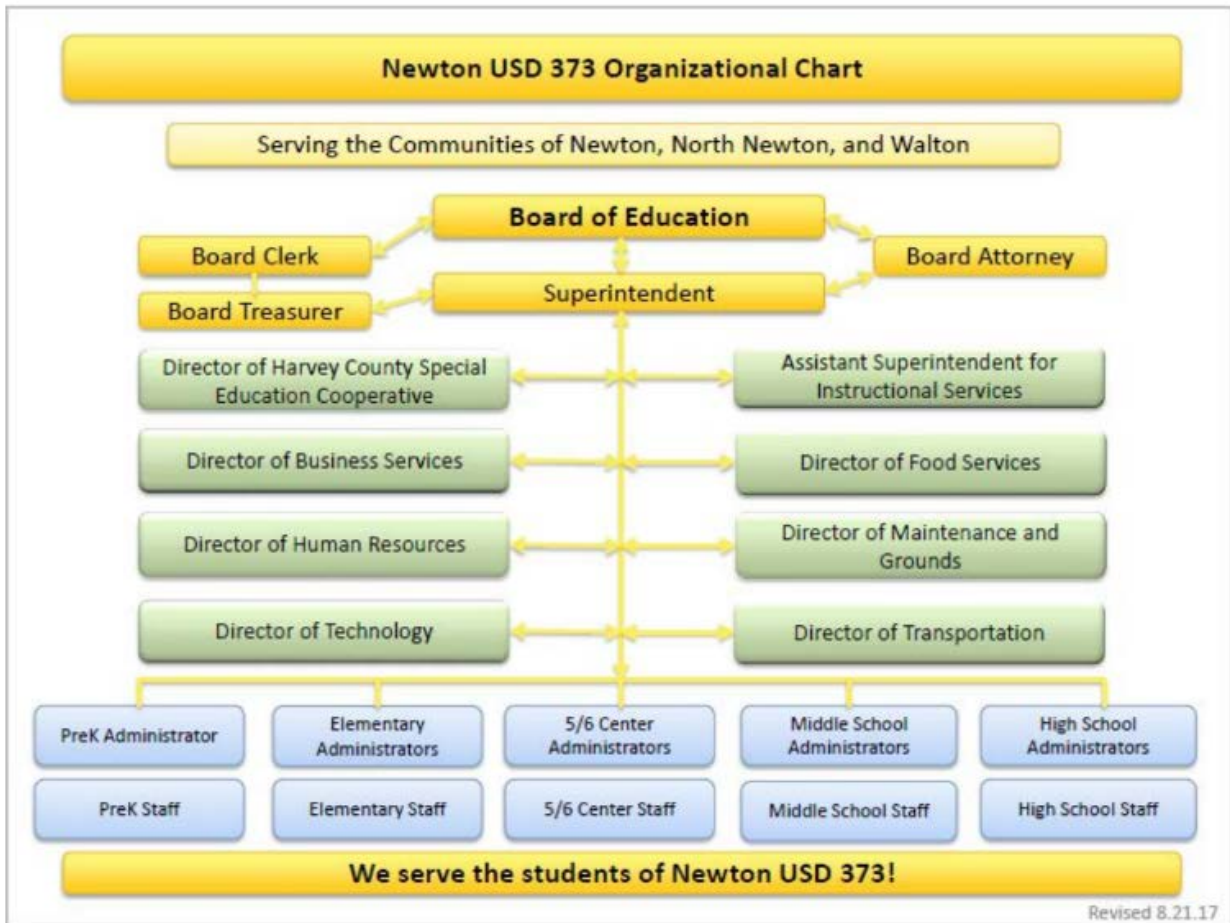 Newton USD 373 Organizational Chart
Serving the Communities of Newton, North Newton, and Walton
Board of Education
Board Clerk
Board Attorney
Superintendent
Board Treasurer
Director of Harvey County Special
Education Cooperative
Assistant Superintendent for
Instructional Services
Director of Business Services
Director of Food Services
Director of Human Resources
Director of Maintenance and
Grounds
Director of Technology
Director of Transportation
PreK Administrator
Elementary
Administrators
5/6 Center
Administrators
Middle School
Administrators
High School
Administrators
PreK Staff
Elementary Staff
5/6 Center Staff
Middle School Staff
High School Staff
We serve the students of Newton USD 373!
Revised 8.21.17